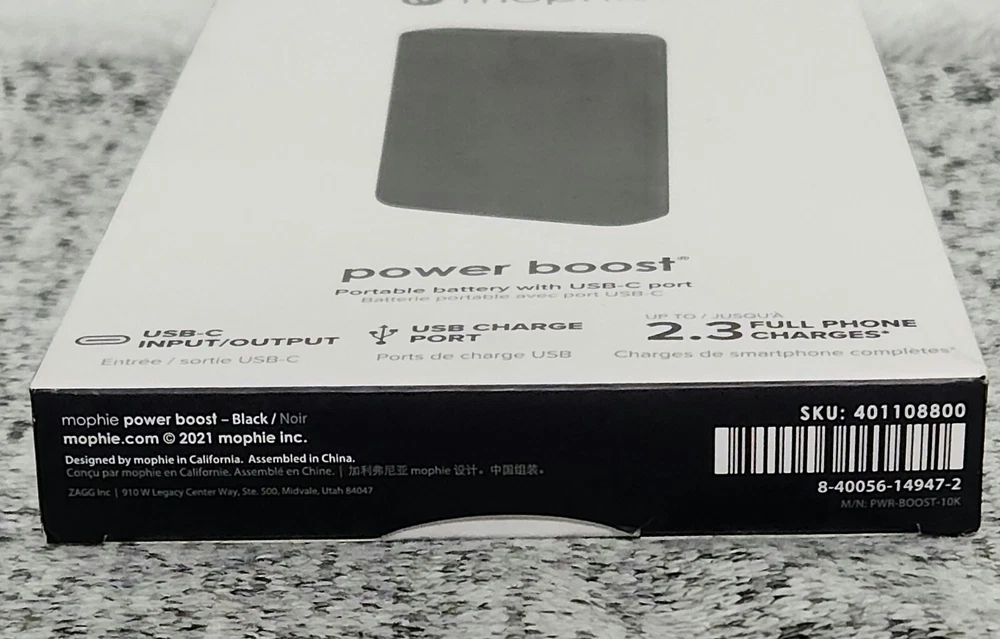 mophie
power boost®
Portable battery with USB-C port
Batterie portable avec port USB-C
USB-C
INPUT/OUTPUT
Entrée / sortie USB-C
USB CHARGE
PORT
Ports de charge USB
UP TO / JUSQU'À
2.3 FULL PHONE
CHARGES*
Charges de smartphone complètes*
mophie power boost – Black / Noir
mophie.com © 2021 mophie inc.
Designed by mophie in California. Assembled in China.
Conçu par mophie en Californie. Assemblé en Chine. | 加利弗尼亚 mophie 设计。中国组装。
ZAGG Inc | 910 W Legacy Center Way, Ste. 500, Midvale, Utah 84047
SKU: 401108800
8-40056-14947-2
M/N: PWR-BOOST-10K